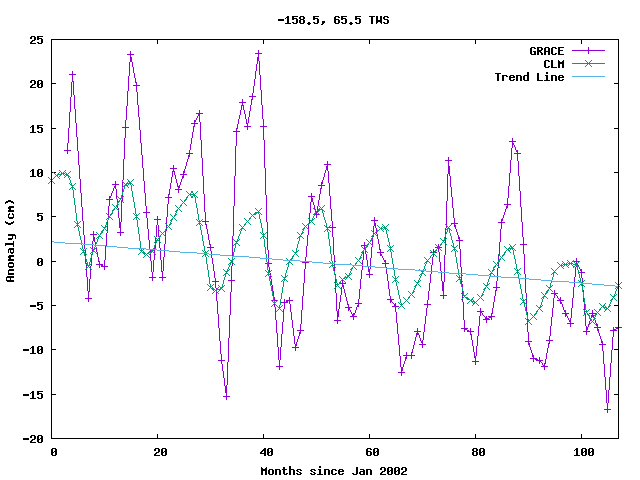 -158.5, 65.5 TWS
GRACE
CLM
Trend Line
25
20
15
10
5
0
-5
-10
-15
-20
Anomaly (cm)
0 20 40 60 80 100
Months since Jan 2002